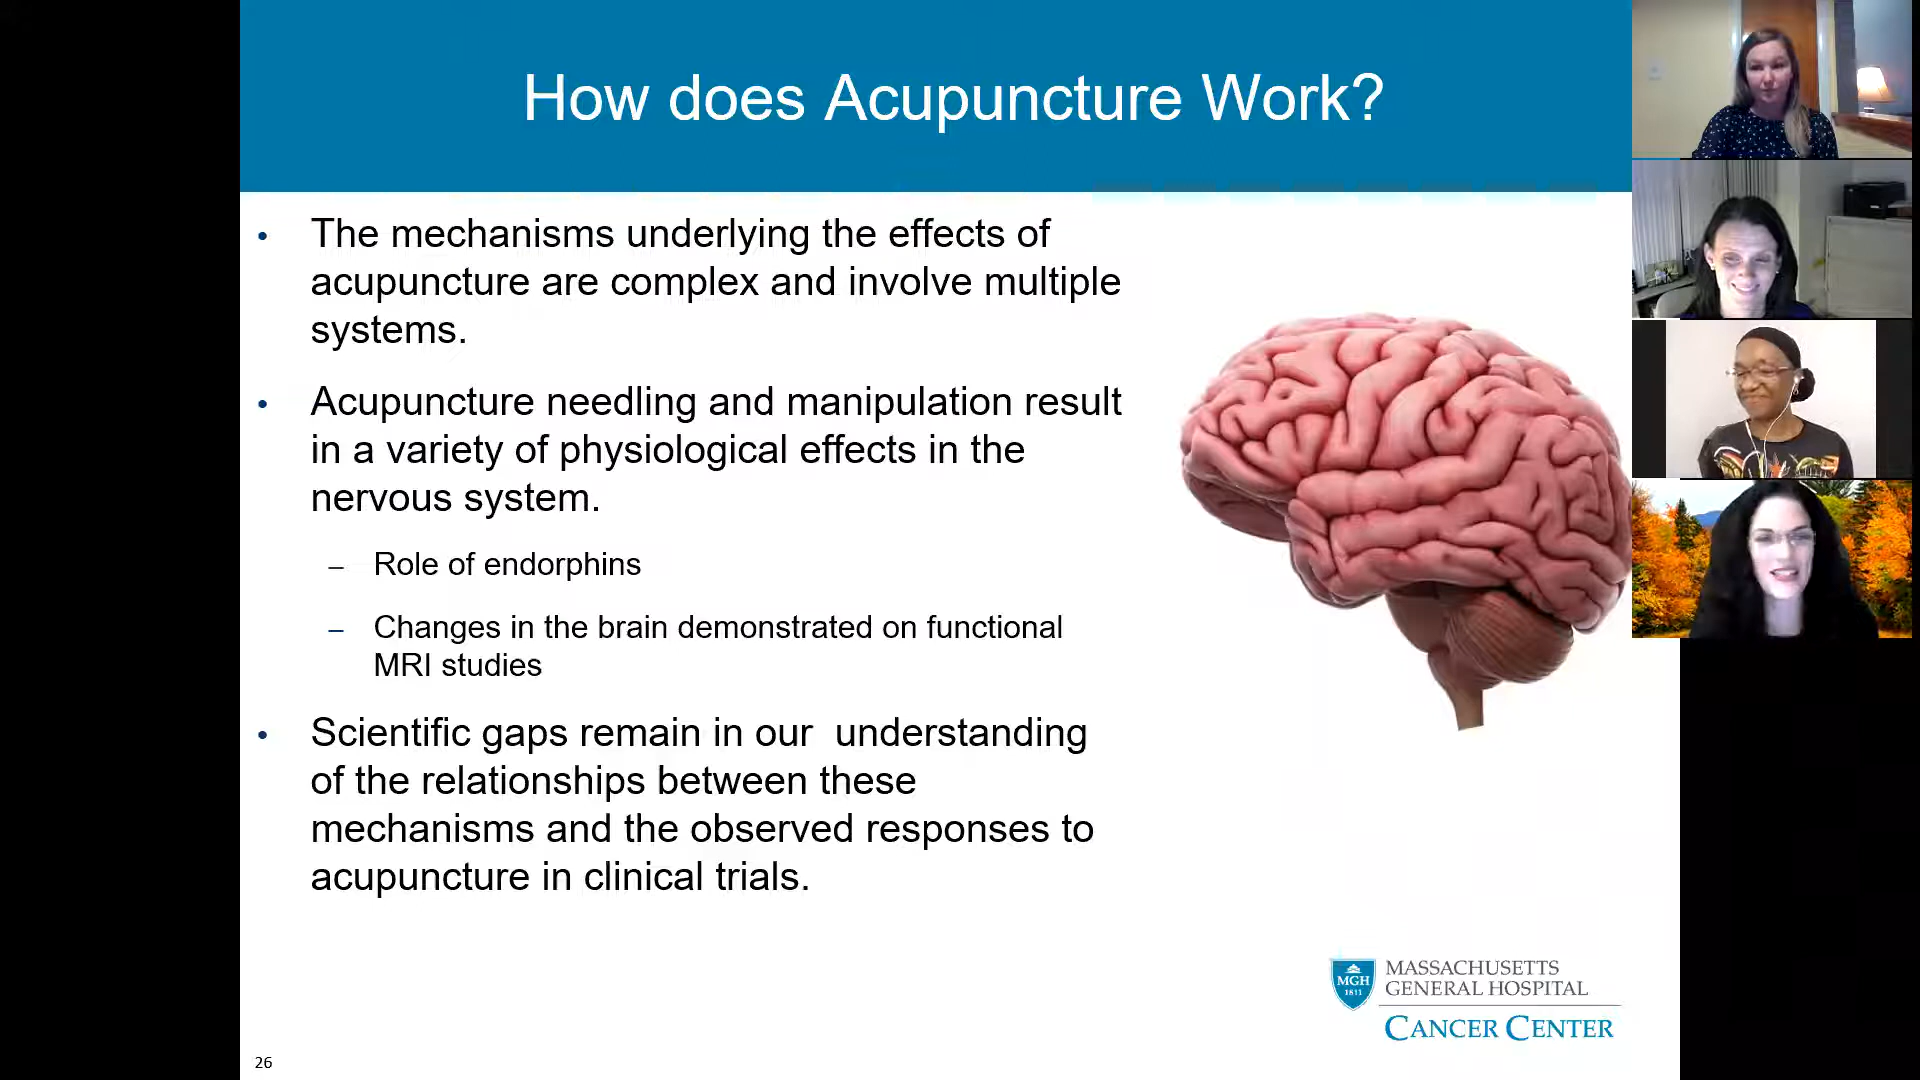 How does Acupuncture Work?
• The mechanisms underlying the effects of
acupuncture are complex and involve multiple
systems.
• Acupuncture needling and manipulation result
in a variety of physiological effects in the
nervous system.
– Role of endorphins
– Changes in the brain demonstrated on functional
MRI studies
• Scientific gaps remain in our  understanding
of the relationships between these
mechanisms and the observed responses to
acupuncture in clinical trials.
MGH
1811
MASSACHUSETTS
GENERAL HOSPITAL
CANCER CENTER
26